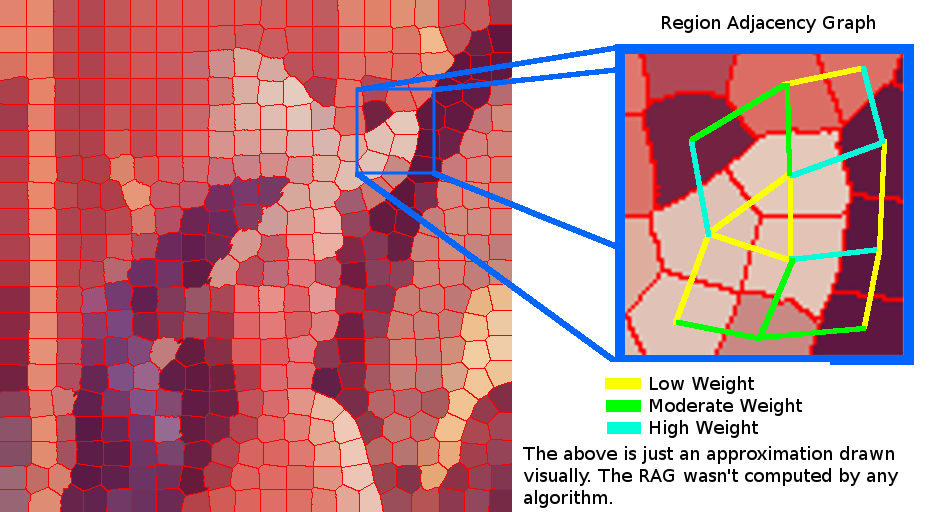 Region Adjacency Graph
Low Weight
Moderate Weight
High Weight
The above is just an approximation drawn
visually. The RAG wasn't computed by any
algorithm.